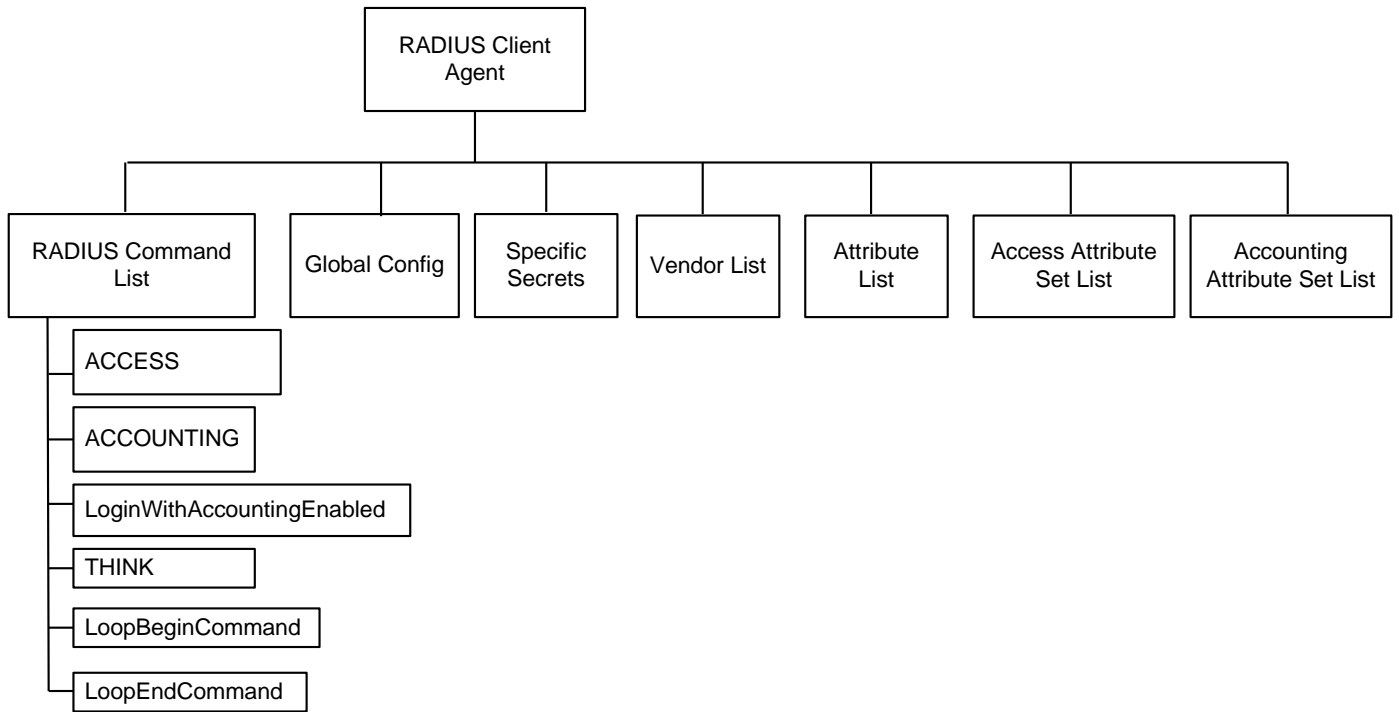 RADIUS Client
Agent
RADIUS Command
List
Global Config
Specific
Secrets
Vendor List
Attribute
List
Access Attribute
Set List
Accounting
Attribute Set List
ACCESS
ACCOUNTING
LoginWithAccountingEnabled
THINK
LoopBeginCommand
LoopEndCommand